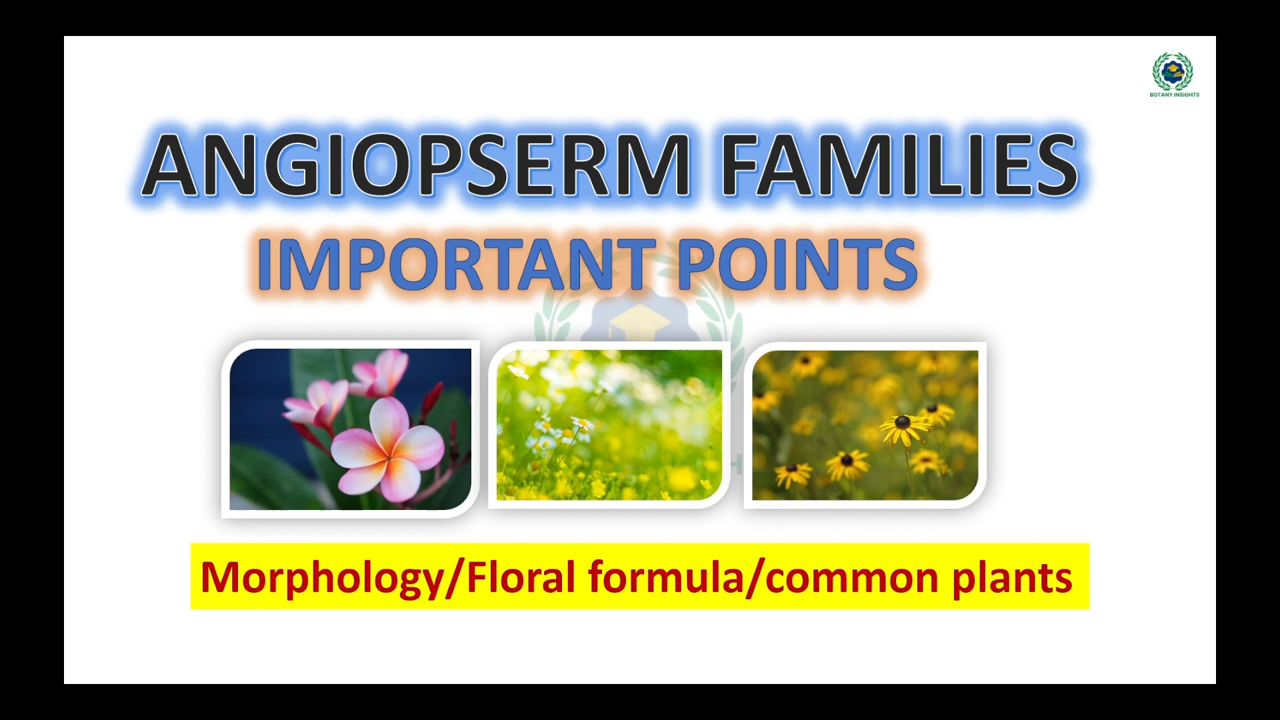 BOTANY INSIGHTS
ANGIOPSERM FAMILIES
IMPORTANT POINTS
Morphology/Floral formula/common plants